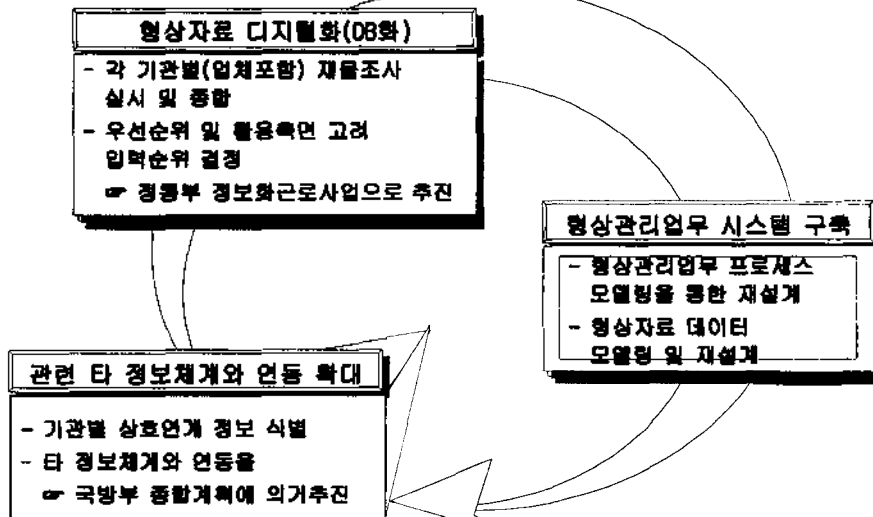 형상자료 디지털화(DB화)
- 각 기관별(업체포함) 재물조사
실시 및 종합
- 우선순위 및 활용측면 고려
입력순위 결정
☞ 정통부 정보화근로사업으로 추진
형상관리업무 시스템 구축
- 형상관리업무 프로세스
모델링을 통한 재설계
- 형상자료 데이터
모델링 및 재설계
관련 타 정보체계와 연동 확대
- 기관별 상호연계 정보 식별
- 타 정보체계와 연동을
☞ 국방부 종합계획에 의거추진